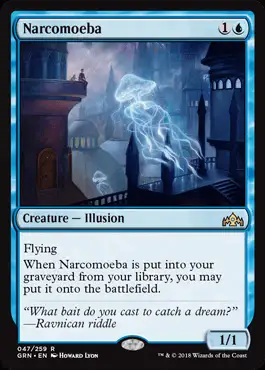 Narcomoeba 1
Creature — Illusion
Flying
When Narcomoeba is put into your
graveyard from your library, you may
put it onto the battlefield.
“What bait do you cast to catch a dream?”
—Ravnican riddle
1/1
047/259 R
GRN • EN Howard Lyon
™ & © 2018 Wizards of the Coast